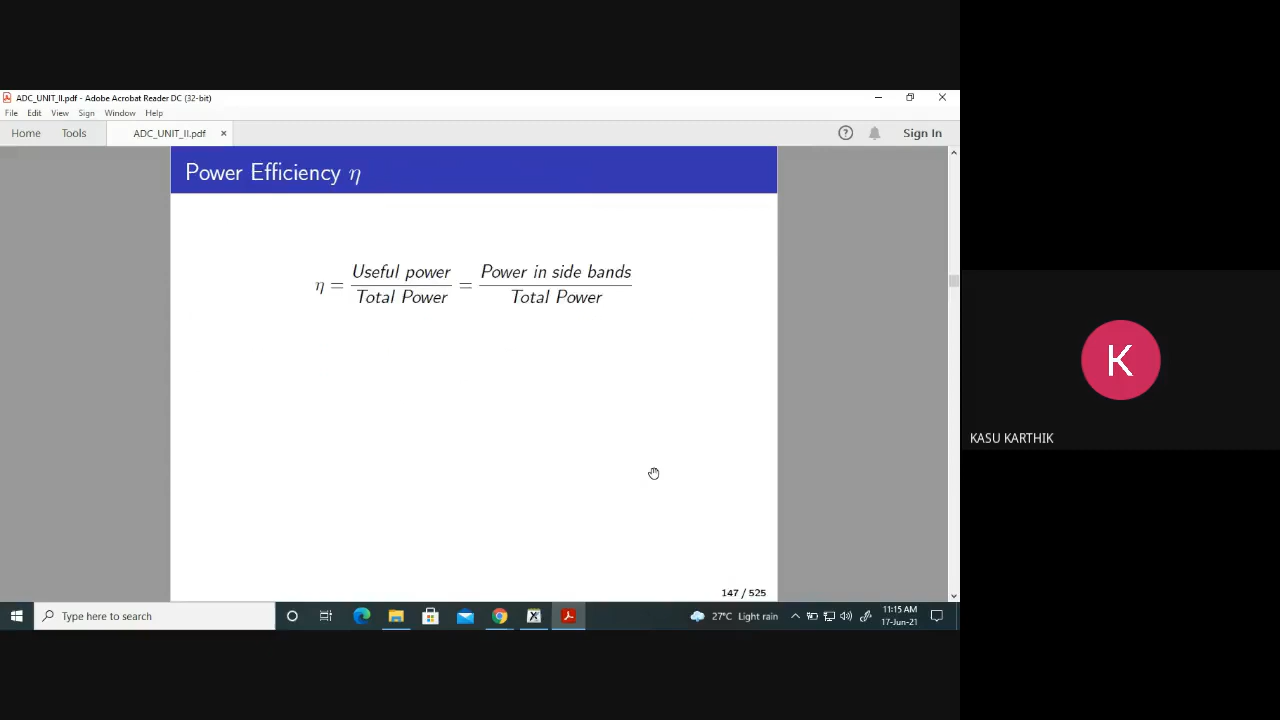 ADC_UNIT_II.pdf - Adobe Acrobat Reader DC (32-bit)
File Edit View Sign Window Help
Home Tools ADC_UNIT_II.pdf × ? Sign In
Power Efficiency η
η = Useful power / Total Power = Power in side bands / Total Power
147 / 525
K
KASU KARTHIK
Type here to search
27°C Light rain
11:15 AM
17-Jun-21